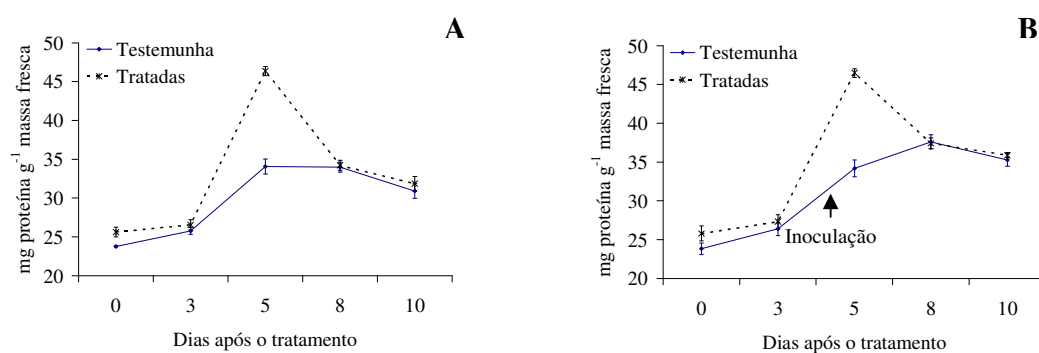 A
mg proteína g-1 massa fresca
50
45
40
35
30
25
20
Testemunha
Tratadas
0 3 5 8 10
Dias após o tratamento
B
mg proteína g-1 massa fresca
50
45
40
35
30
25
20
Testemunha
Tratadas
Inoculação
0 3 5 8 10
Dias após o tratamento